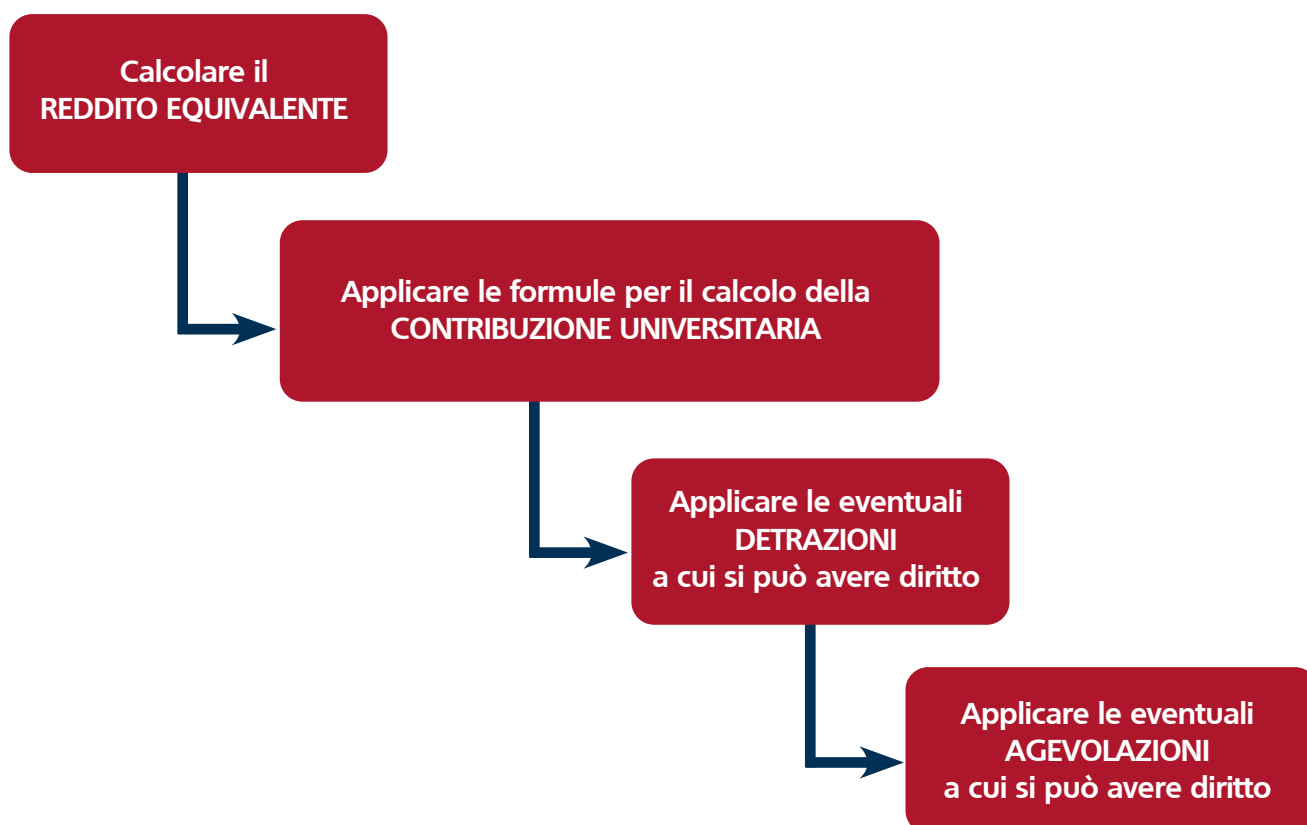 Calcolare il
REDDITO EQUIVALENTE
Applicare le formule per il calcolo della
CONTRIBUZIONE UNIVERSITARIA
Applicare le eventuali
DETRAZIONI
a cui si può avere diritto
Applicare le eventuali
AGEVOLAZIONI
a cui si può avere diritto